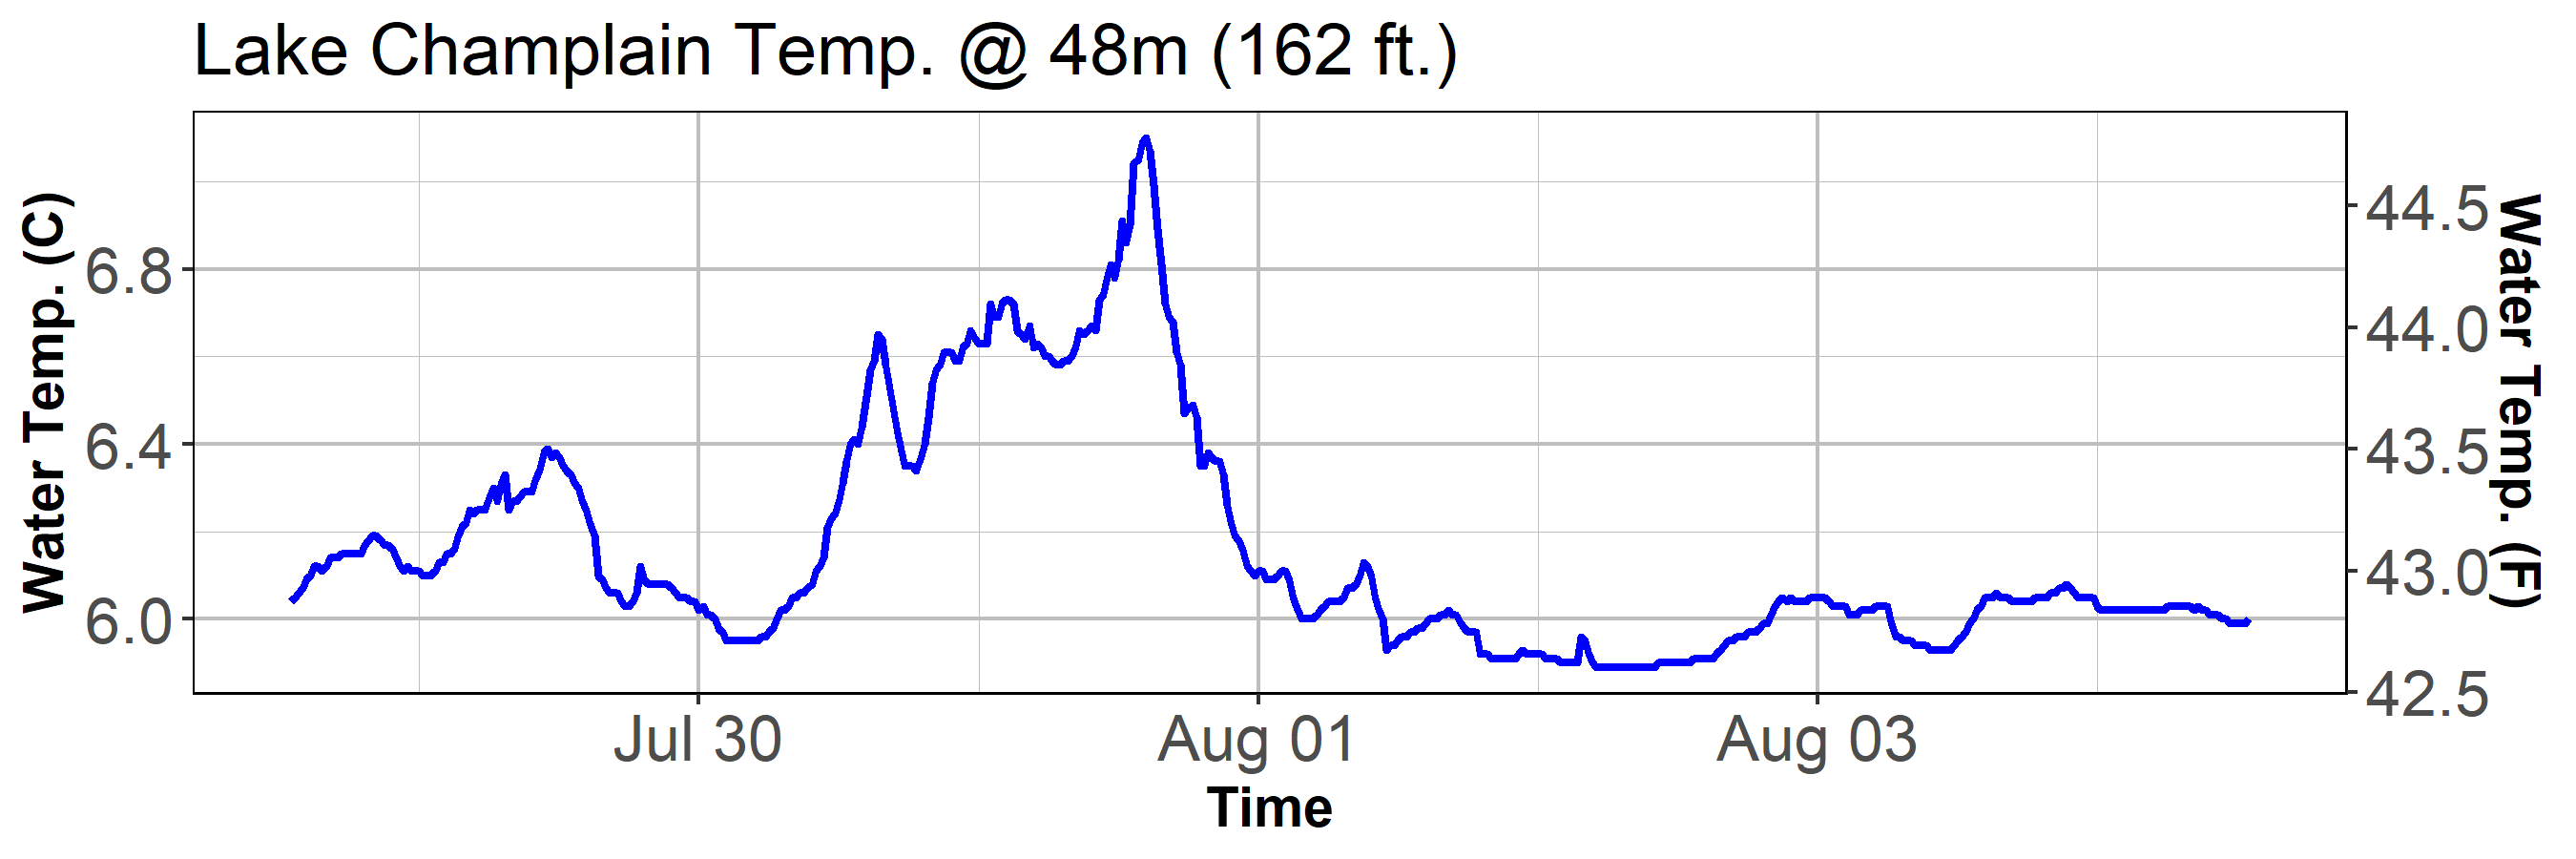 Lake Champlain Temp. @ 48m (162 ft.)
Water Temp. (C)
6.8
6.4
6.0
44.5
44.0
43.5
43.0
42.5
Water Temp. (F)
Jul 30
Aug 01
Aug 03
Time